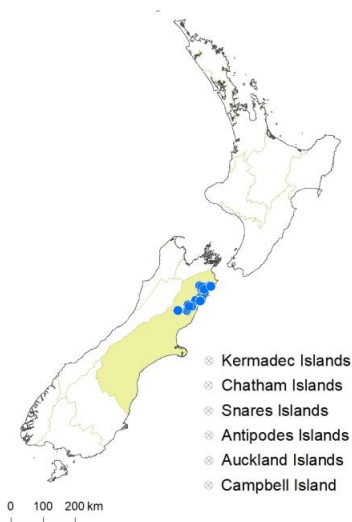 Kermadec Islands
Chatham Islands
Snares Islands
Antipodes Islands
Auckland Islands
Campbell Island
0 100 200 km